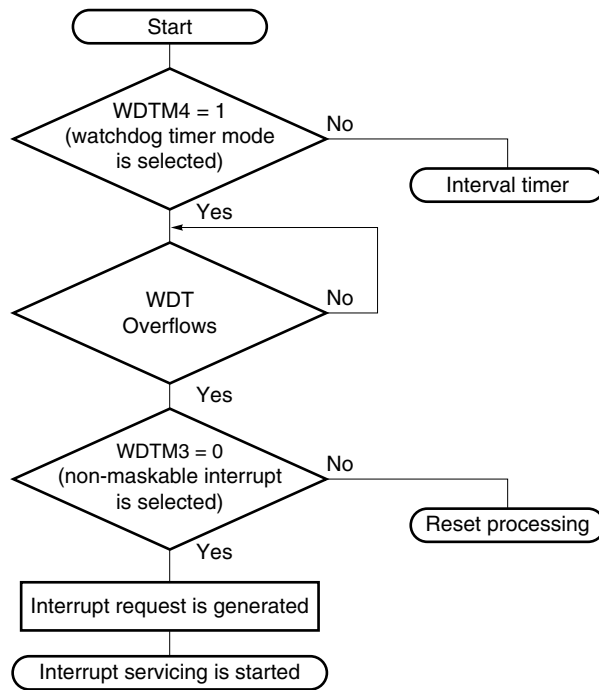 Start
WDTM4 = 1
(watchdog timer mode
is selected)
No
Interval timer
Yes
WDT
Overflows
No
Yes
WDTM3 = 0
(non-maskable interrupt
is selected)
No
Reset processing
Yes
Interrupt request is generated
Interrupt servicing is started